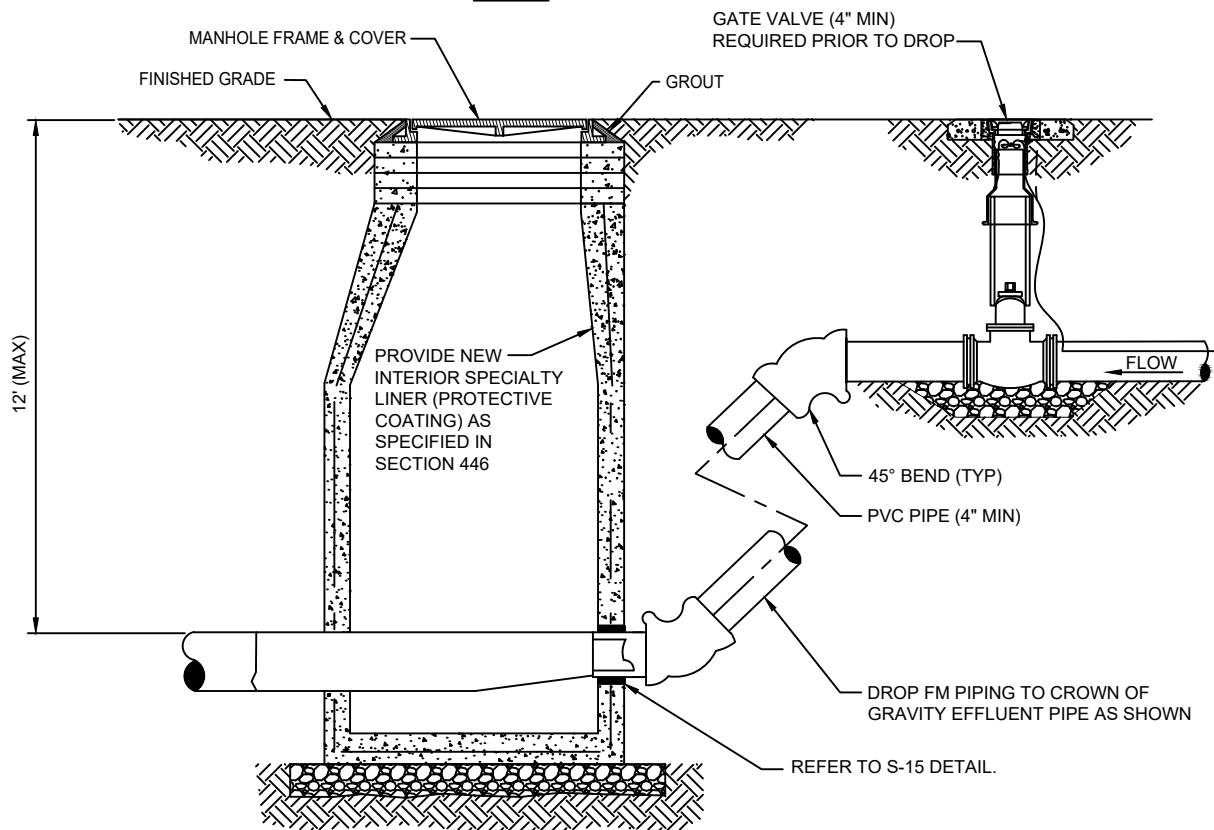 GATE VALVE (4" MIN)
REQUIRED PRIOR TO DROP
MANHOLE FRAME & COVER
FINISHED GRADE
GROUT
12' (MAX)
PROVIDE NEW
INTERIOR SPECIALTY
LINER (PROTECTIVE
COATING) AS
SPECIFIED IN
SECTION 446
FLOW
45° BEND (TYP)
PVC PIPE (4" MIN)
DROP FM PIPING TO CROWN OF
GRAVITY EFFLUENT PIPE AS SHOWN
REFER TO S-15 DETAIL.